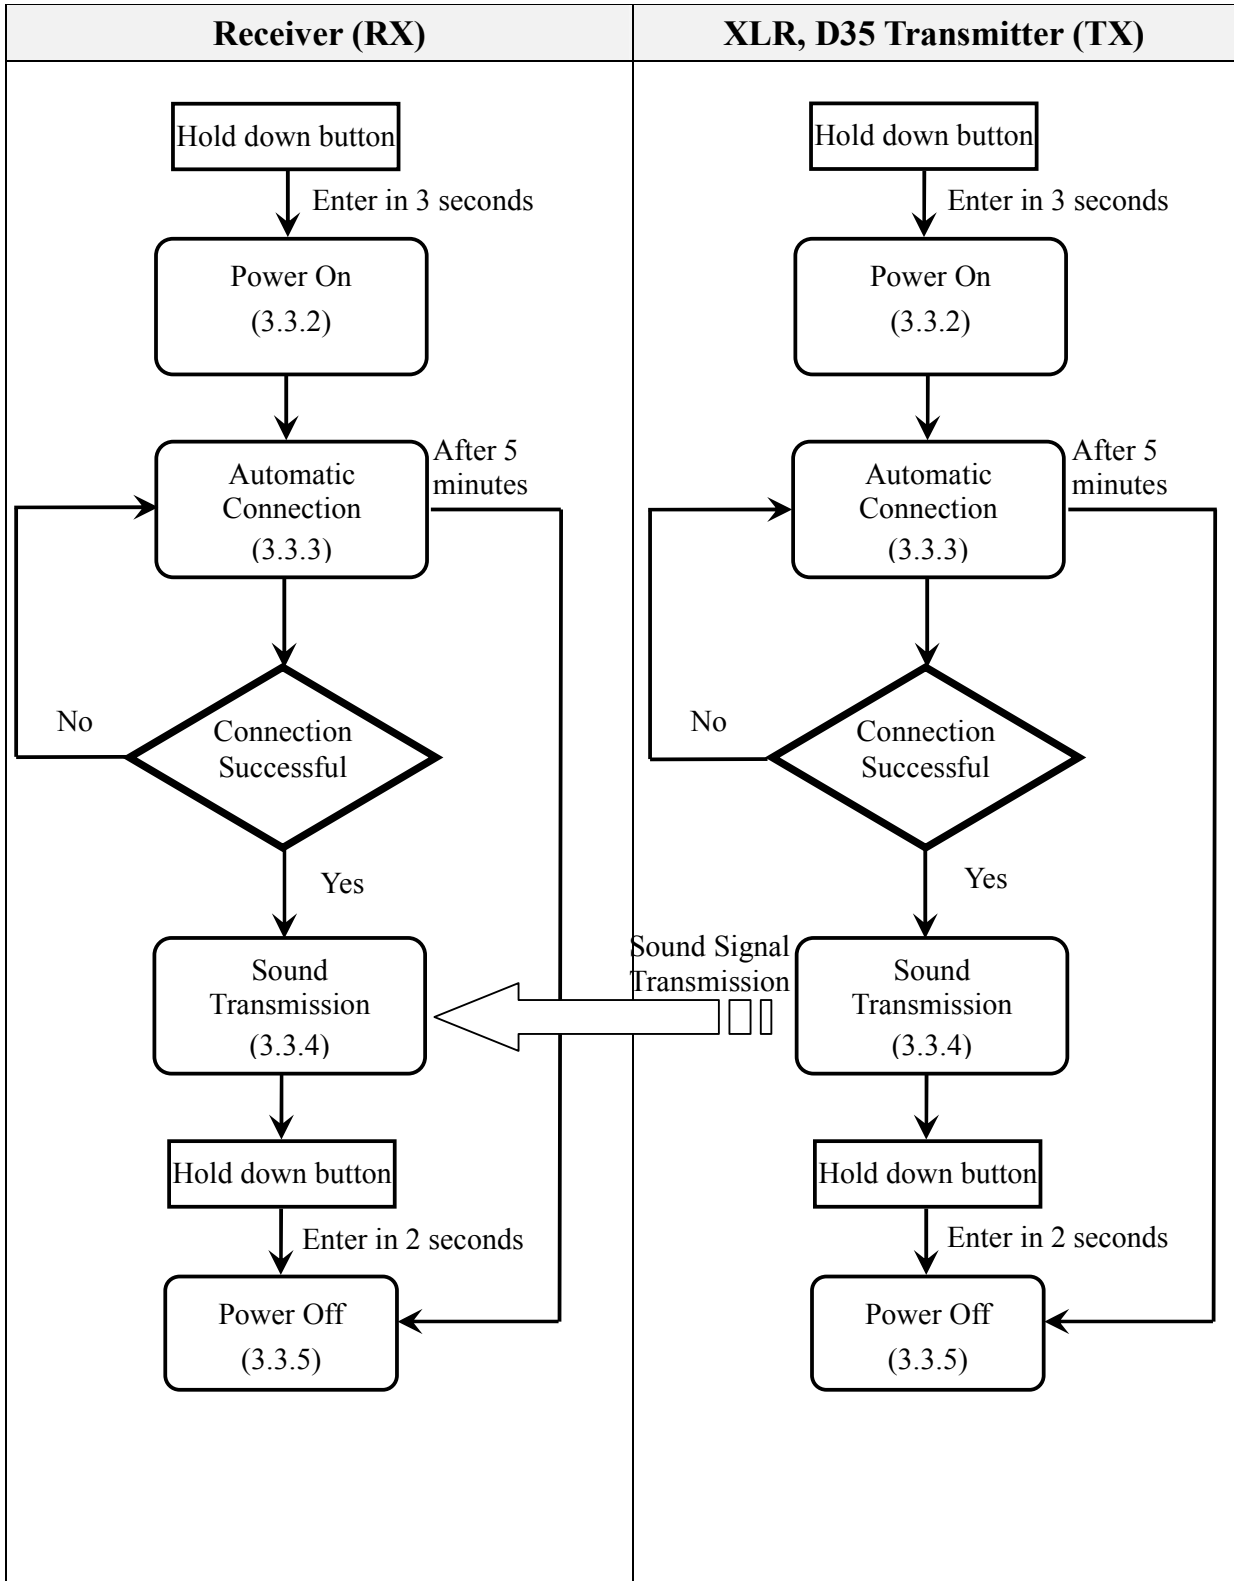 Receiver (RX)
XLR, D35 Transmitter (TX)
Hold down button
Enter in 3 seconds
Power On
(3.3.2)
Automatic
Connection
(3.3.3)
After 5
minutes
No
Connection
Successful
Yes
Sound
Transmission
(3.3.4)
Hold down button
Enter in 2 seconds
Power Off
(3.3.5)
Sound Signal
Transmission
Hold down button
Enter in 3 seconds
Power On
(3.3.2)
Automatic
Connection
(3.3.3)
After 5
minutes
No
Connection
Successful
Yes
Sound
Transmission
(3.3.4)
Hold down button
Enter in 2 seconds
Power Off
(3.3.5)